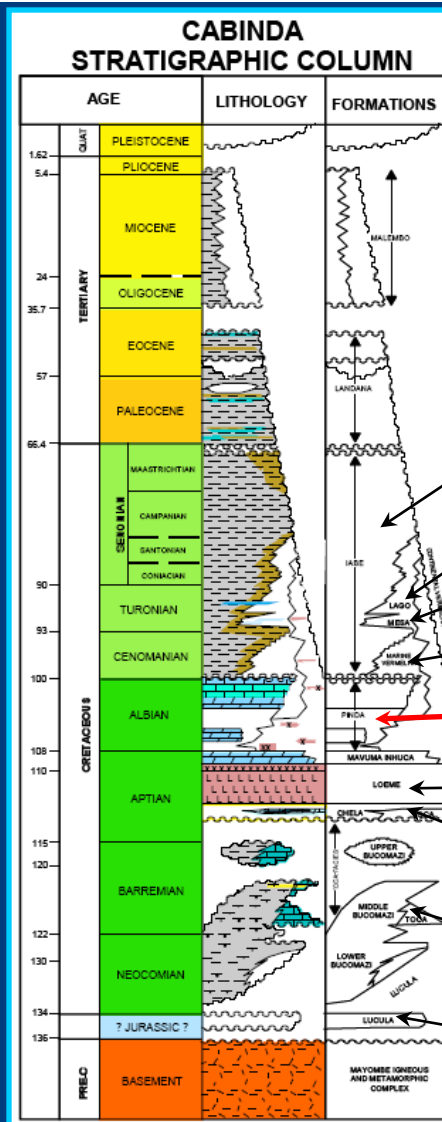 CABINDA
STRATIGRAPHIC COLUMN
AGE
LITHOLOGY
FORMATIONS
QUAT
PLEISTOCENE
1.62
PLIOCENE
5.4
TERTIARY
MIOCENE
MALEMBO
24
OLIGOCENE
35.7
EOCENE
LANDANA
57
PALEOCENE
66.4
CRETACEOUS
SENONIAN
MAASTRICHTIAN
CAMPANIAN
SANTONIAN
CONIACIAN
IABE
90
TURONIAN
LAGO
MESA
93
CENOMANIAN
MARINE
VERMELHA
100
ALBIAN
PINDA
108
MAVUMA INHUCA
110
APTIAN
LOEME
CHELA
115
UPPER
BUCOMAZI
120
BARREMIAN
MIDDLE
BUCOMAZI
TOCA
122
130
NEOCOMIAN
LOWER
BUCOMAZI
LUCULA
134
? JURASSIC ?
LUCULA
136
PRE-C
BASEMENT
MAYOMBE IGNEOUS
AND METAMORPHIC
COMPLEX